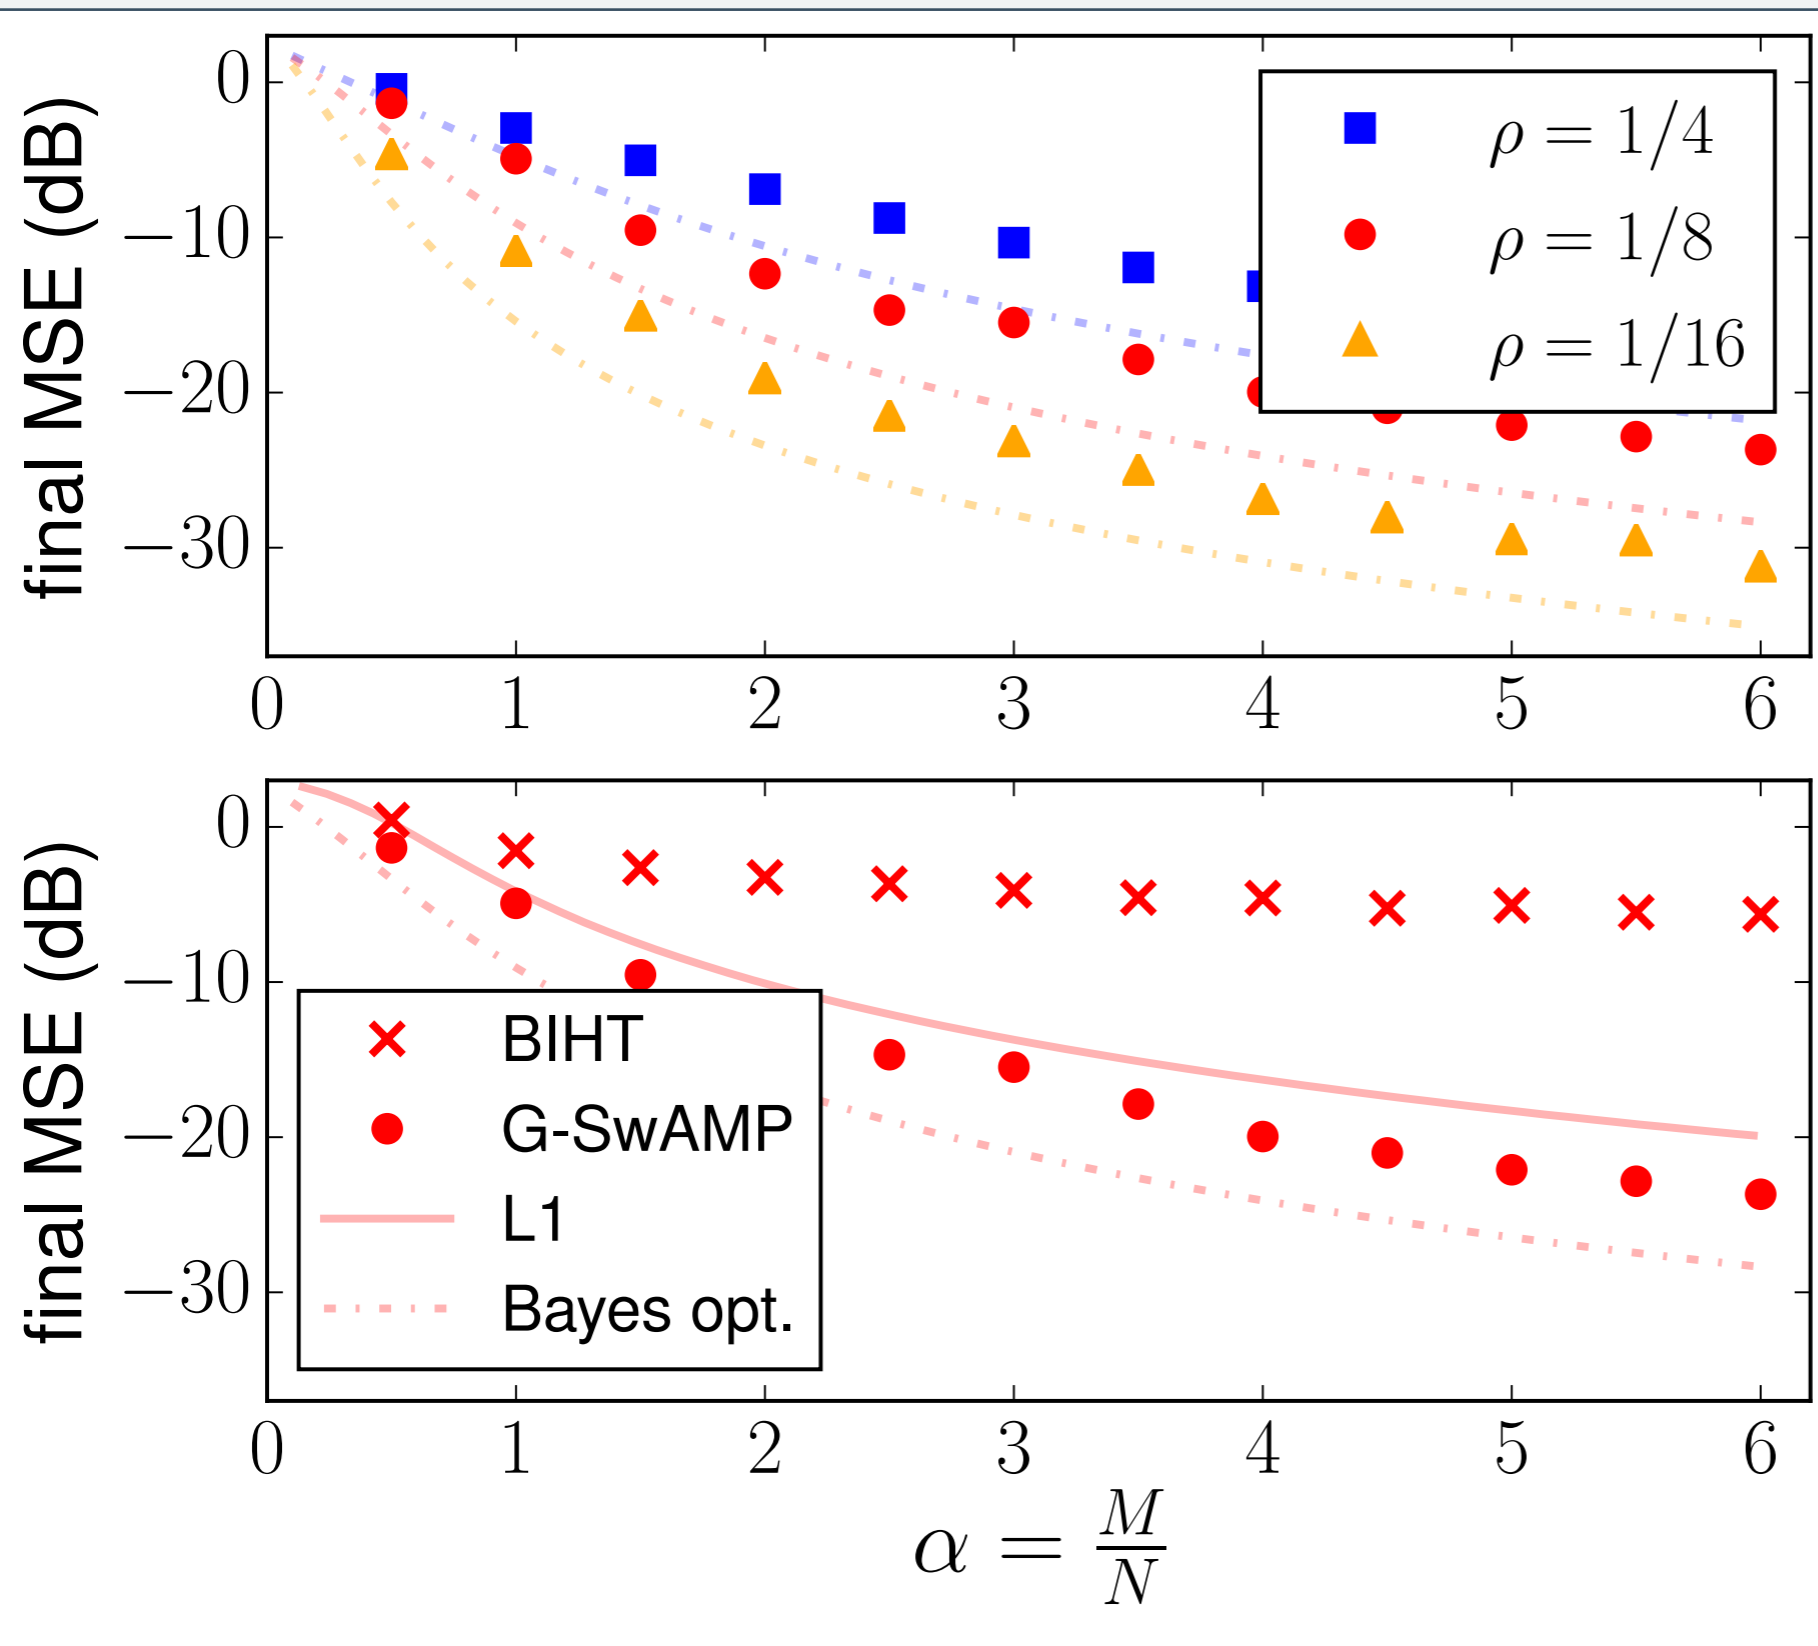 final MSE (dB)
0
−10
−20
−30
ρ = 1/4
ρ = 1/8
ρ = 1/16
0 1 2 3 4 5 6
final MSE (dB)
0
−10
−20
−30
BIHT
G-SwAMP
L1
Bayes opt.
0 1 2 3 4 5 6
α = M/N